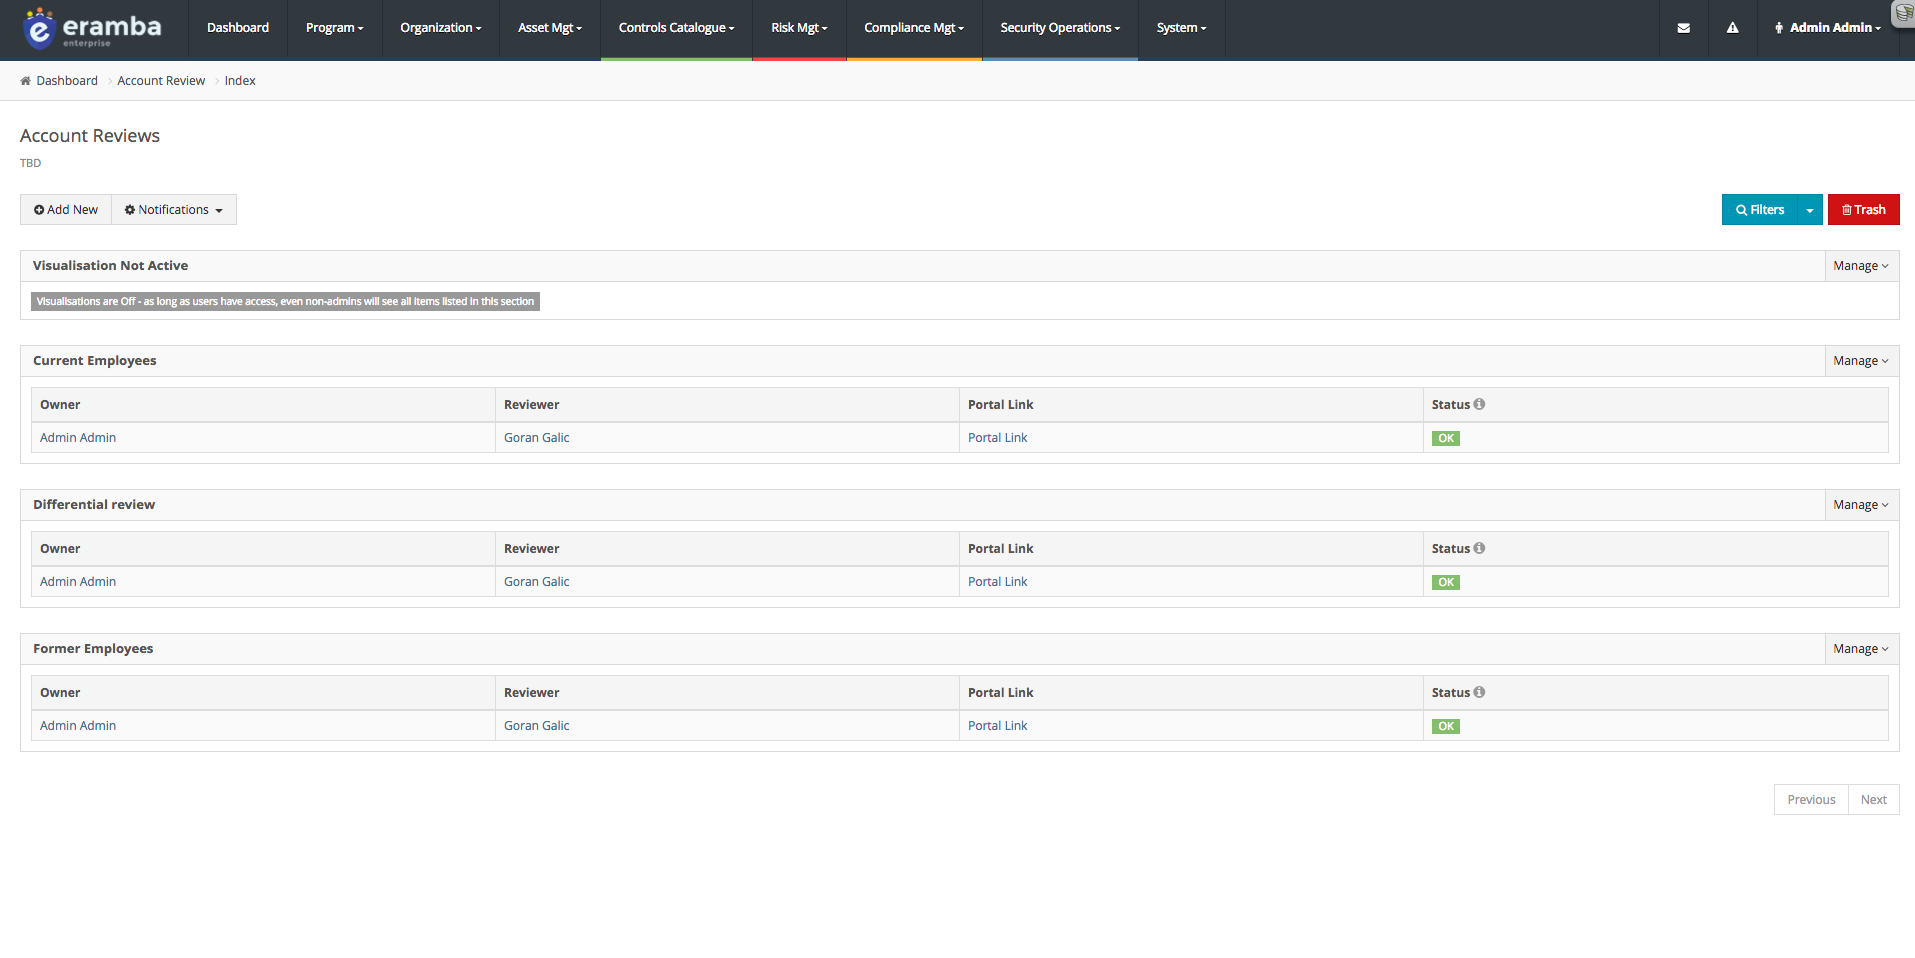 eramba
enterprise
Dashboard Program Organization Asset Mgt Controls Catalogue Risk Mgt Compliance Mgt Security Operations System Admin Admin
Dashboard Account Review Index
Account Reviews
TBD
Add New Notifications Filters Trash
Visualisation Not Active Manage
Visualisations are Off - as long as users have access, even non-admins will see all items listed in this section
Current Employees Manage
Owner Reviewer Portal Link Status
Admin Admin Goran Galic Portal Link OK
Differential review Manage
Owner Reviewer Portal Link Status
Admin Admin Goran Galic Portal Link OK
Former Employees Manage
Owner Reviewer Portal Link Status
Admin Admin Goran Galic Portal Link OK
Previous Next